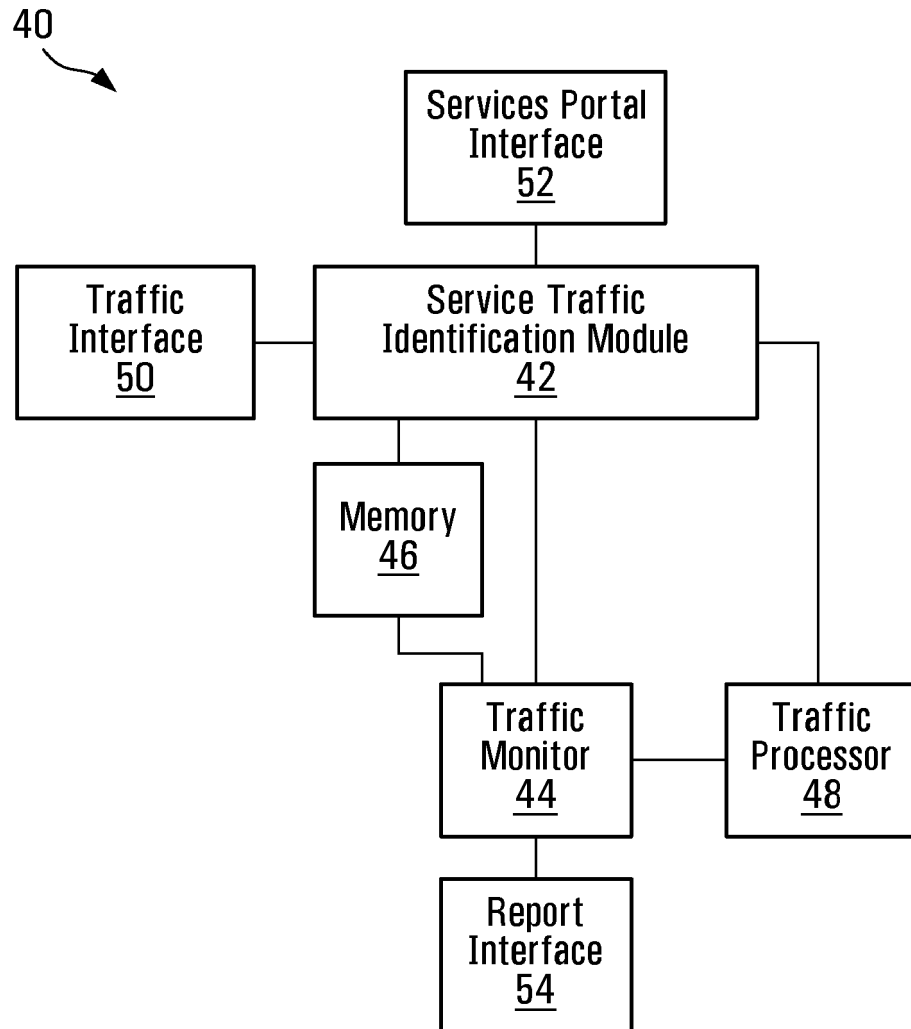 40
Services Portal
Interface
52
Traffic
Interface
50
Service Traffic
Identification Module
42
Memory
46
Traffic
Monitor
44
Traffic
Processor
48
Report
Interface
54